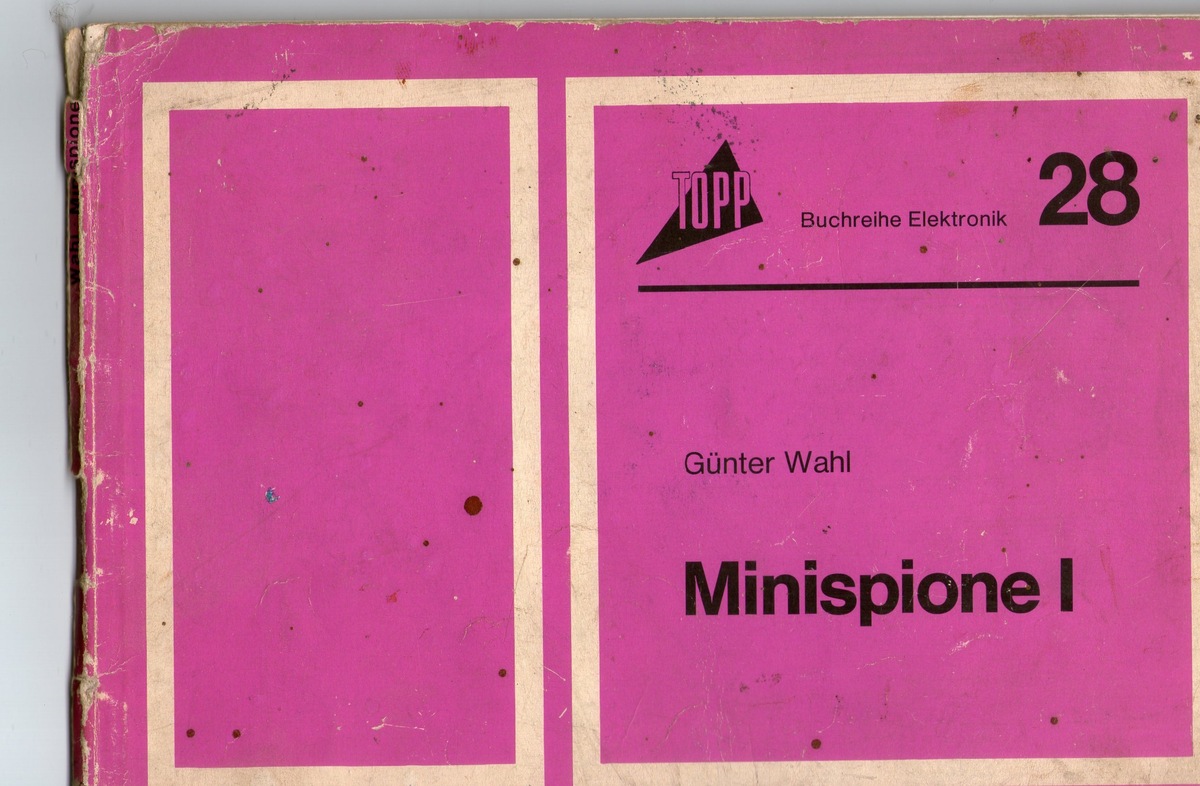 TOPP
Buchreihe Elektronik
28
Günter Wahl
Minispione I